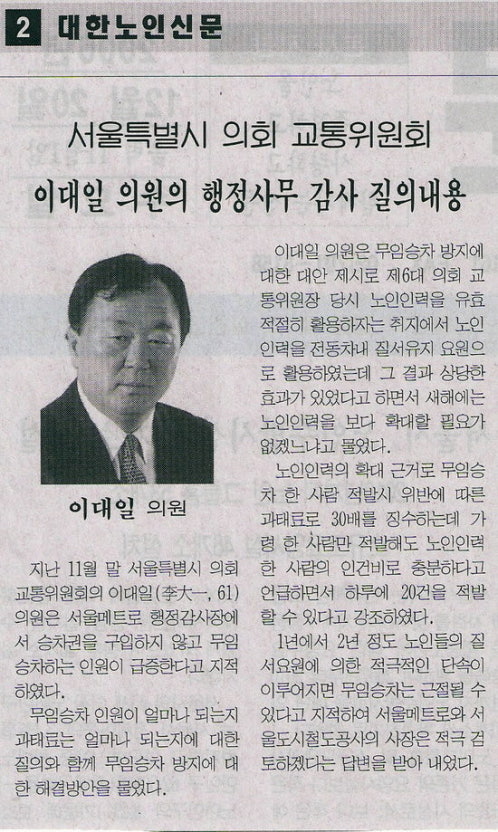 2 대한노인신문
서울특별시 의회 교통위원회
이대일 의원의 행정사무 감사 질의내용
이대일 의원
지난 11월 말 서울특별시 의회
교통위원회의 이대일(李大一, 61)
의원은 서울메트로 행정감사장에
서 승차권을 구입하지 않고 무임
승차하는 인원이 급증한다고 지적
하였다.
무임승차 인원이 얼마나 되는지
과태료는 얼마나 되는지에 대한
질의와 함께 무임승차 방지에 대
한 해결방안을 물었다.
이대일 의원은 무임승차 방지에
대한 대안 제시로 제6대 의회 교
통위원장 당시 노인인력을 유효
적절히 활용하자는 취지에서 노인
인력을 전동차내 질서유지 요원으
로 활용하였는데 그 결과 상당한
효과가 있었다고 하면서 새해에는
노인인력을 보다 확대할 필요가
없겠느냐고 물었다.
노인인력의 확대 근거로 무임승
차 한 사람 적발시 위반에 따른
과태료로 30배를 징수하는데 가
령 한 사람만 적발해도 노인인력
한 사람의 인건비로 충분하다고
언급하면서 하루에 20건을 적발
할 수 있다고 강조하였다.
1년에서 2년 정도 노인들의 질
서요원에 의한 적극적인 단속이
이루어지면 무임승차는 근절될 수
있다고 지적하여 서울메트로와 서
울도시철도공사의 사장은 적극 검
토하겠다는 답변을 받아 내었다.